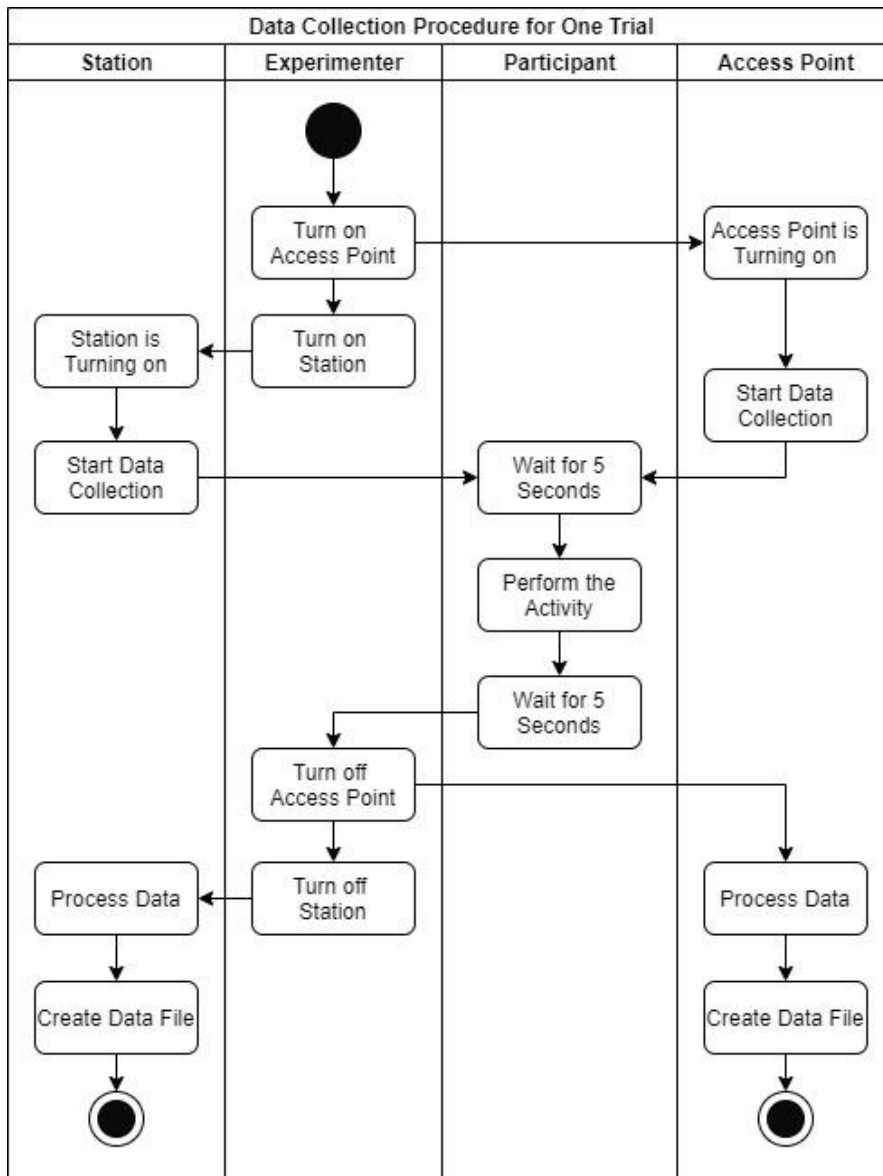 Data Collection Procedure for One Trial
Station
Experimenter
Participant
Access Point
Turn on
Access Point
Access Point is
Turning on
Station is
Turning on
Turn on
Station
Start Data
Collection
Start Data
Collection
Wait for 5
Seconds
Perform the
Activity
Wait for 5
Seconds
Turn off
Access Point
Process Data
Turn off
Station
Process Data
Create Data File
Create Data File